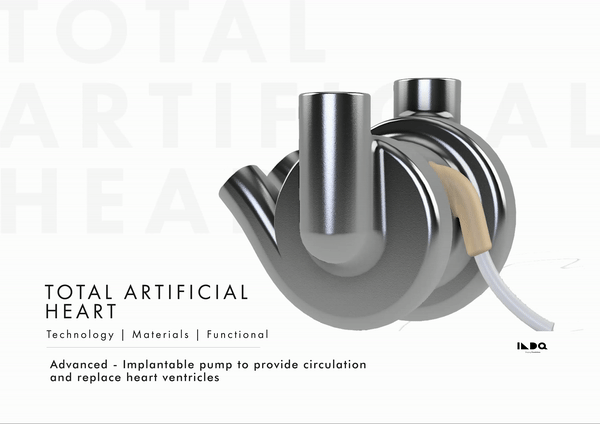 TOTAL
ARTIFICIAL
HEART
TOTAL ARTIFICIAL
HEART
Technology | Materials | Functional
Advanced - Implantable pump to provide circulation
and replace heart ventricles